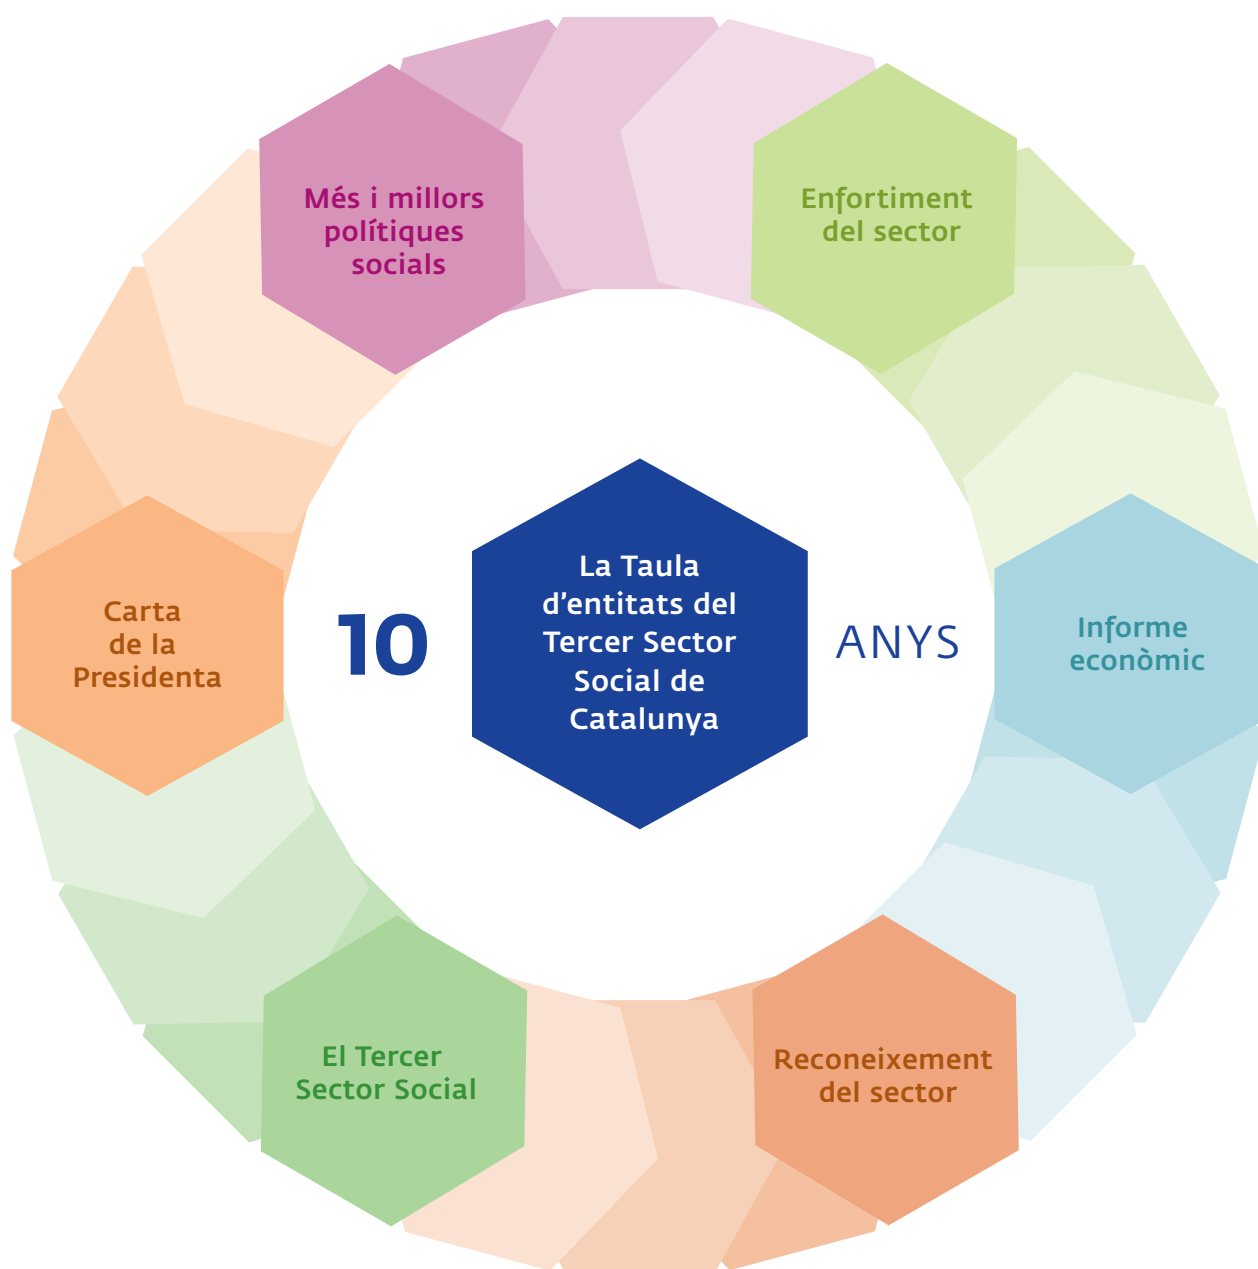 Més i millors
polítiques
socials
Enfortiment
del sector
Carta
de la
Presidenta
10
La Taula
d'entitats del
Tercer Sector
Social de
Catalunya
ANYS
Informe
econòmic
El Tercer
Sector Social
Reconeixement
del sector